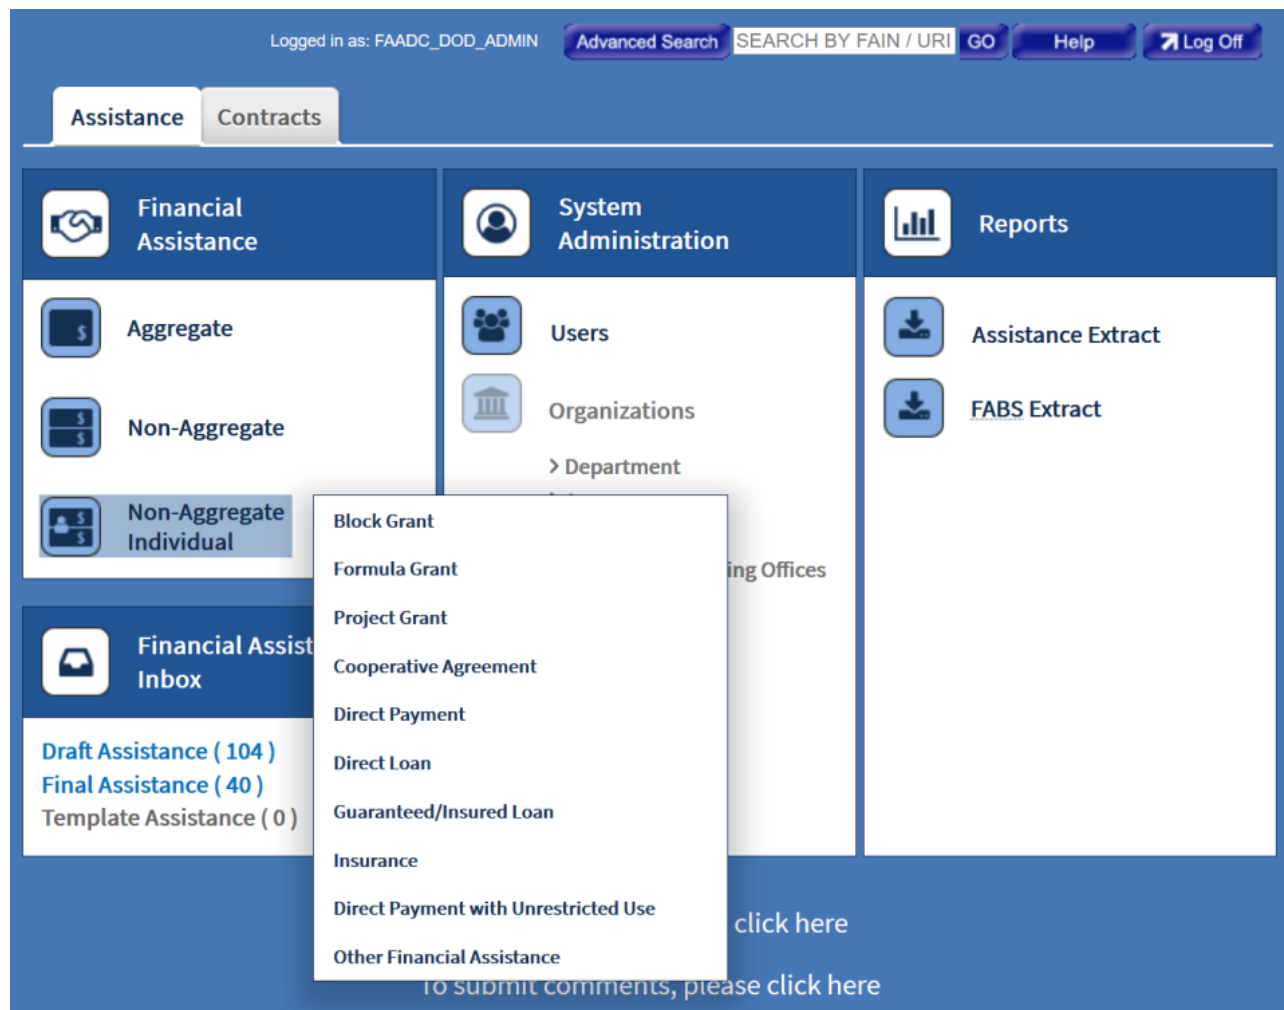 Logged in as: FAADC_DOD_ADMIN
Advanced Search
SEARCH BY FAIN / URI
GO
Help
Log Off
Assistance
Contracts
Financial
Assistance
Aggregate
Non-Aggregate
Non-Aggregate
Individual
System
Administration
Users
Organizations
> Department
ing Offices
Reports
Assistance Extract
FABS Extract
Block Grant
Formula Grant
Project Grant
Cooperative Agreement
Direct Payment
Direct Loan
Guaranteed/Insured Loan
Insurance
Direct Payment with Unrestricted Use
Other Financial Assistance
Financial Assist
Inbox
Draft Assistance ( 104 )
Final Assistance ( 40 )
Template Assistance ( 0 )
click here
To submit comments, please click here